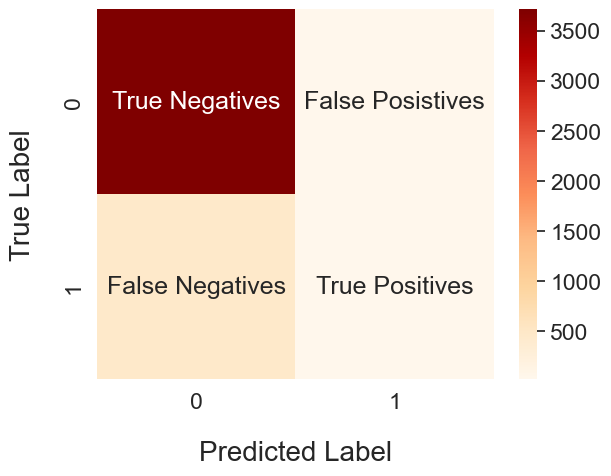 True Negatives
False Posistives
False Negatives
True Positives
0
1
True Label
0
1
Predicted Label
3500
3000
2500
2000
1500
1000
500